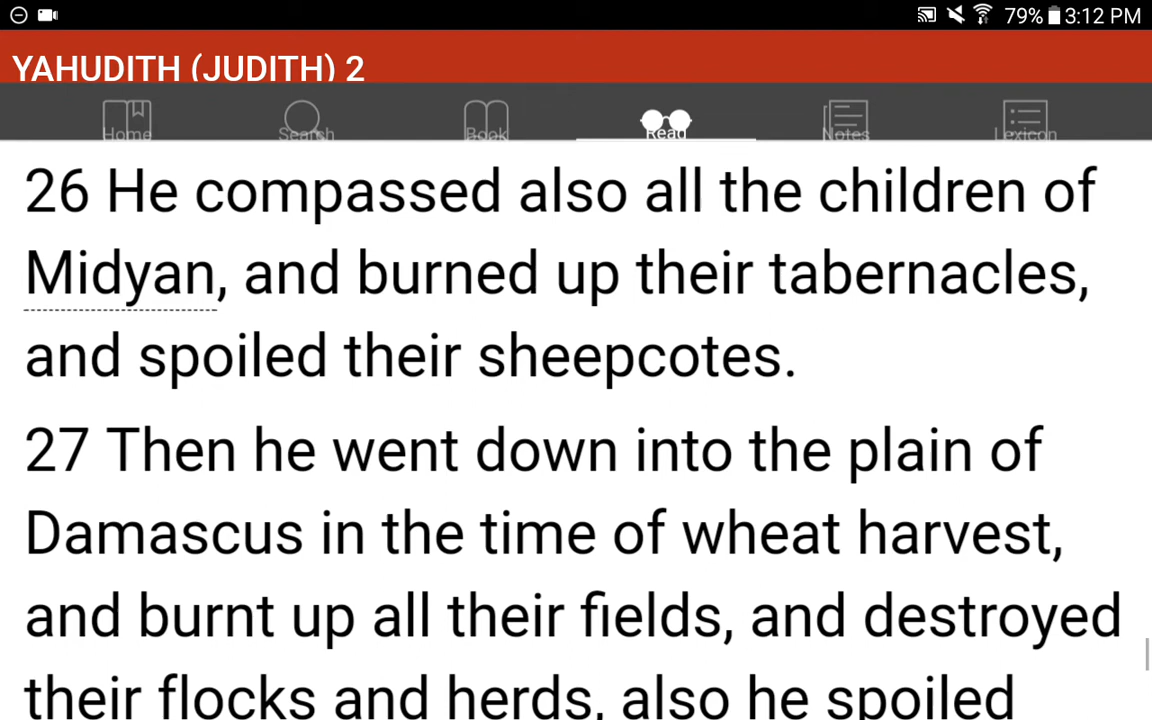 79% 3:12 PM
YAHUDITH (JUDITH) 2
Home Search Book Read Notes Lexicon
26 He compassed also all the children of
Midyan, and burned up their tabernacles,
and spoiled their sheepcotes.
27 Then he went down into the plain of
Damascus in the time of wheat harvest,
and burnt up all their fields, and destroyed
their flocks and herds, also he spoiled